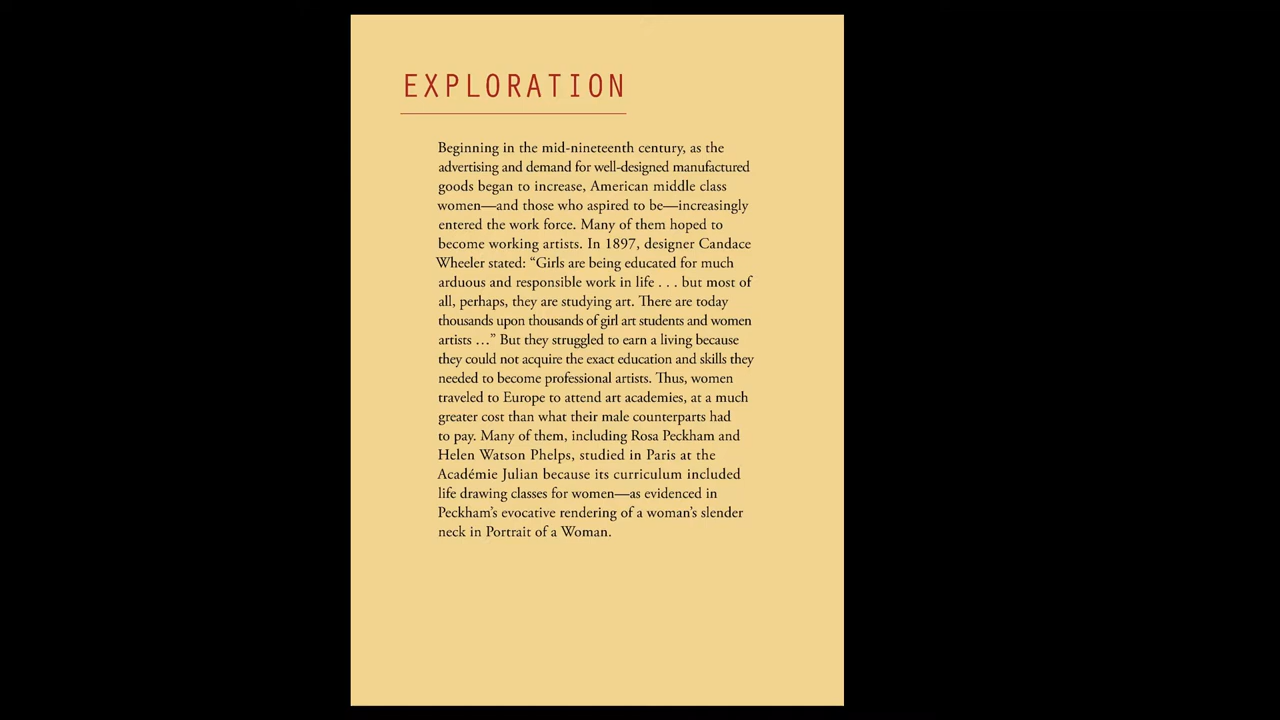 EXPLORATION
Beginning in the mid-nineteenth century, as the
advertising and demand for well-designed manufactured
goods began to increase, American middle class
women—and those who aspired to be—increasingly
entered the work force. Many of them hoped to
become working artists. In 1897, designer Candace
Wheeler stated: “Girls are being educated for much
arduous and responsible work in life . . . but most of
all, perhaps, they are studying art. There are today
thousands upon thousands of girl art students and women
artists …” But they struggled to earn a living because
they could not acquire the exact education and skills they
needed to become professional artists. Thus, women
traveled to Europe to attend art academies, at a much
greater cost than what their male counterparts had
to pay. Many of them, including Rosa Peckham and
Helen Watson Phelps, studied in Paris at the
Académie Julian because its curriculum included
life drawing classes for women—as evidenced in
Peckham’s evocative rendering of a woman’s slender
neck in Portrait of a Woman.